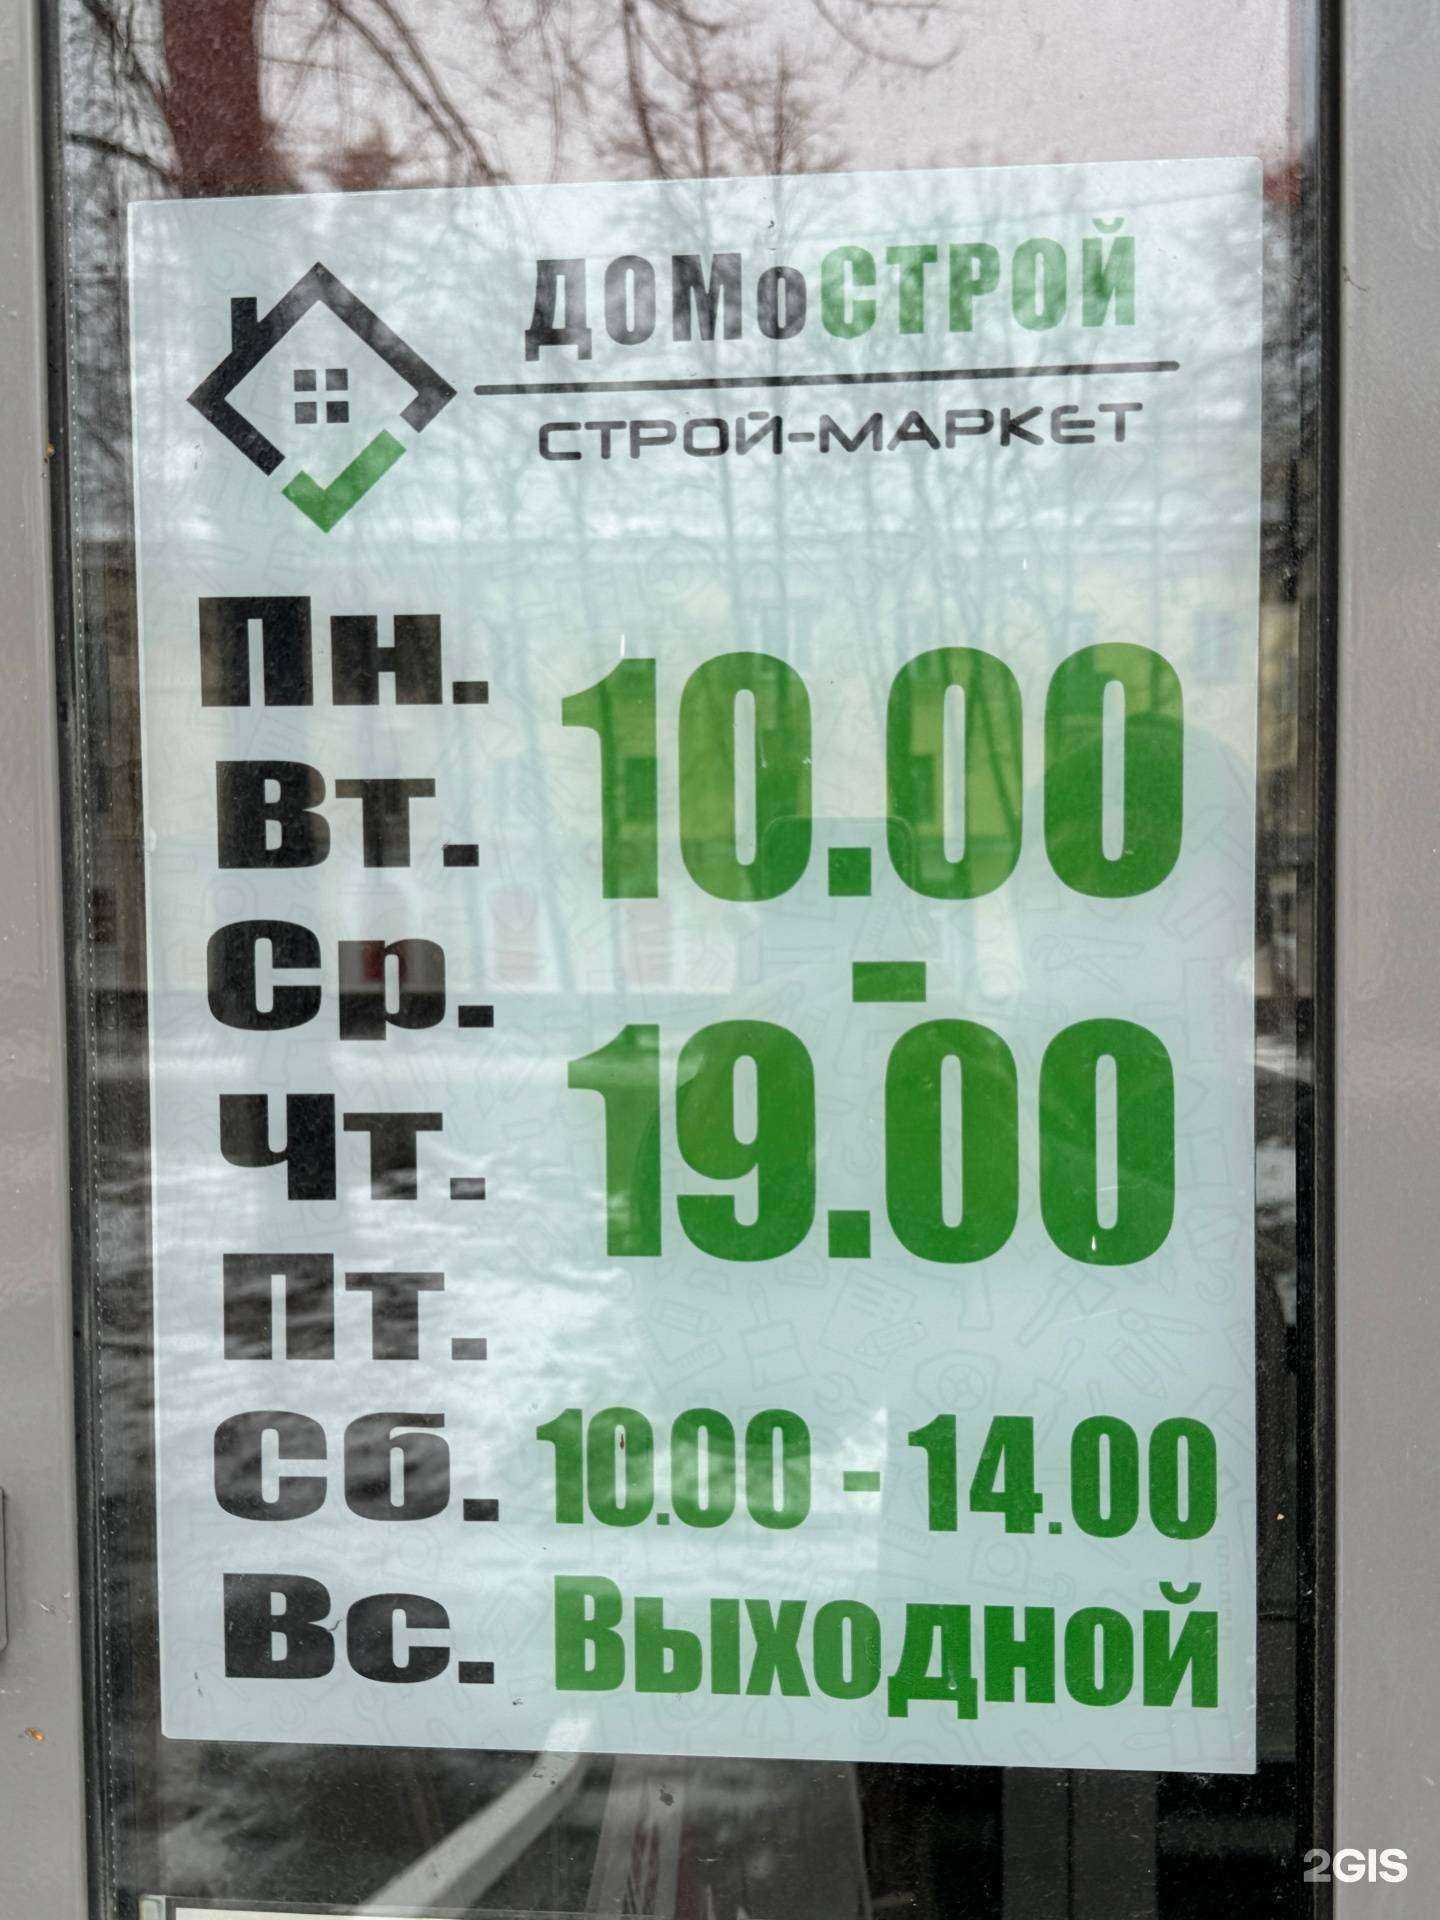 ДОМоСТРОЙ
СТРОЙ-МАРКЕТ
Пн.
Вт.
Ср.
Чт.
Пт.
10.00
-
19.00
Сб. 10.00 - 14.00
Вс. Выходной
2GIS